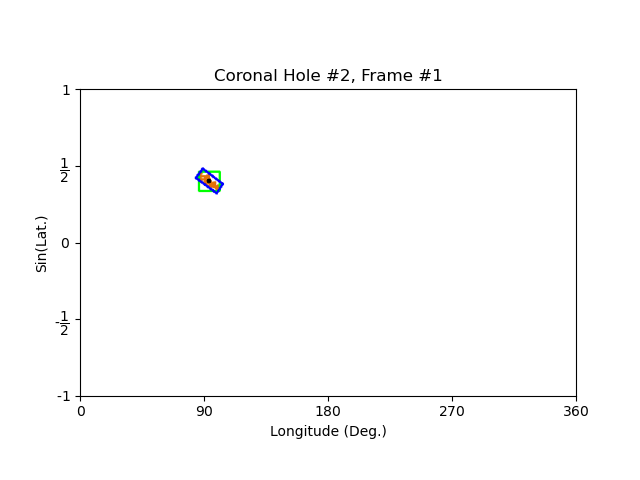 Coronal Hole #2, Frame #1
1
1/2
0
-1/2
-1
Sin(Lat.)
0 90 180 270 360
Longitude (Deg.)